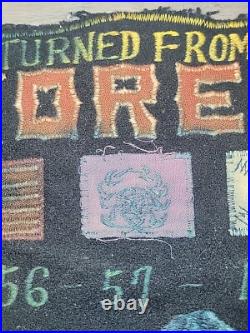 TURNED FROM
ORE
56 - 57 -